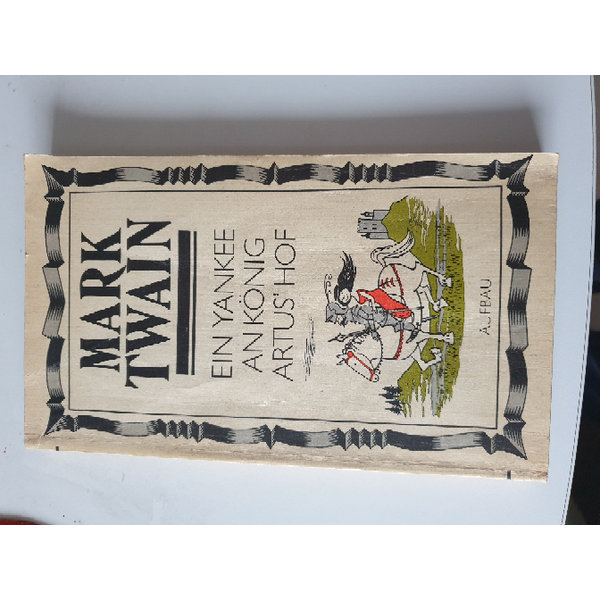 MARK
TWAIN
EIN YANKEE
AN KÖNIG
ARTUS' HOF
AUFBAU